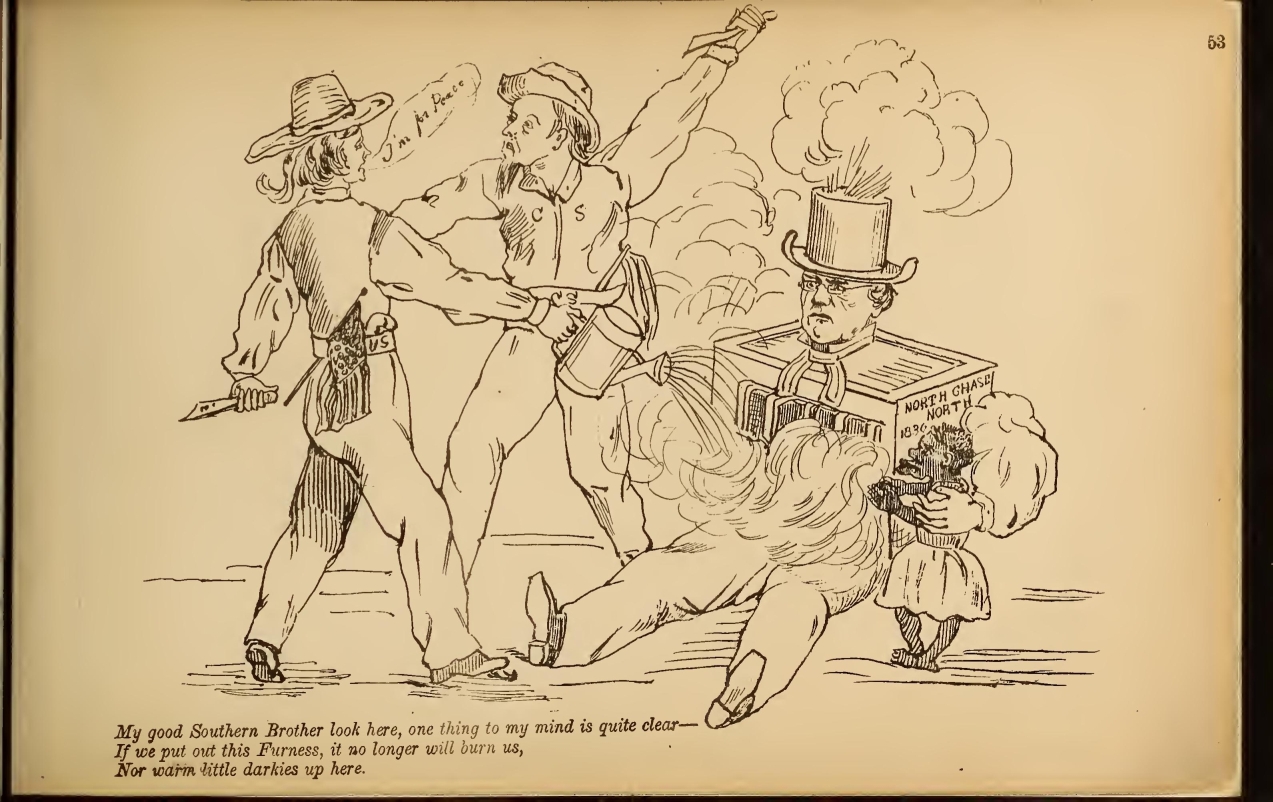 53
I'm for Peace
C S
US
NORTH CHASE
NORTH
My good Southern Brother look here, one thing to my mind is quite clear—
If we put out this Furness, it no longer will burn us,
Nor warm little darkies up here.